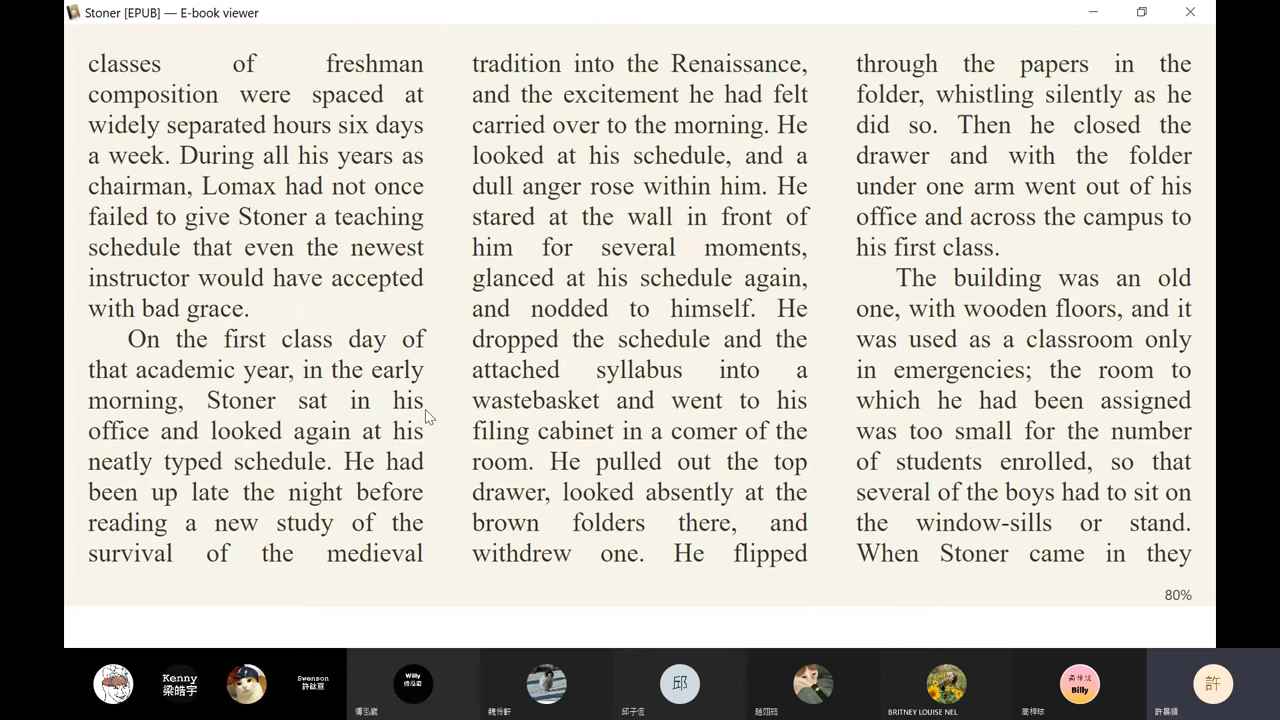 Stoner [EPUB] — E-book viewer
classes of freshman
composition were spaced at
widely separated hours six days
a week. During all his years as
chairman, Lomax had not once
failed to give Stoner a teaching
schedule that even the newest
instructor would have accepted
with bad grace.
On the first class day of
that academic year, in the early
morning, Stoner sat in his
office and looked again at his
neatly typed schedule. He had
been up late the night before
reading a new study of the
survival of the medieval
tradition into the Renaissance,
and the excitement he had felt
carried over to the morning. He
looked at his schedule, and a
dull anger rose within him. He
stared at the wall in front of
him for several moments,
glanced at his schedule again,
and nodded to himself. He
dropped the schedule and the
attached syllabus into a
wastebasket and went to his
filing cabinet in a comer of the
room. He pulled out the top
drawer, looked absently at the
brown folders there, and
withdrew one. He flipped
through the papers in the
folder, whistling silently as he
did so. Then he closed the
drawer and with the folder
under one arm went out of his
office and across the campus to
his first class.
The building was an old
one, with wooden floors, and it
was used as a classroom only
in emergencies; the room to
which he had been assigned
was too small for the number
of students enrolled, so that
several of the boys had to sit on
the window-sills or stand.
When Stoner came in they
80%
Kenny
梁皓宇
Swenson
Willy
邱
邱子恆
BRITNEY LOUISE NEL
Billy
許